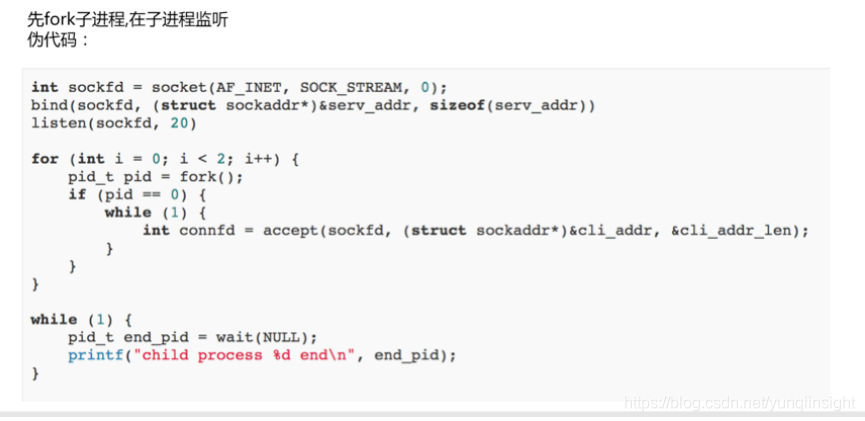 先fork子进程,在子进程监听
伪代码：
int sockfd = socket(AF_INET, SOCK_STREAM, 0);
bind(sockfd, (struct sockaddr*)&serv_addr, sizeof(serv_addr))
listen(sockfd, 20)
for (int i = 0; i < 2; i++) {
    pid_t pid = fork();
    if (pid == 0) {
        while (1) {
            int connfd = accept(sockfd, (struct sockaddr*)&cli_addr, &cli_addr_len);
        }
    }
}
while (1) {
    pid_t end_pid = wait(NULL);
    printf("child process %d end\n", end_pid);
}
https://blog.csdn.net/yunqiinsight